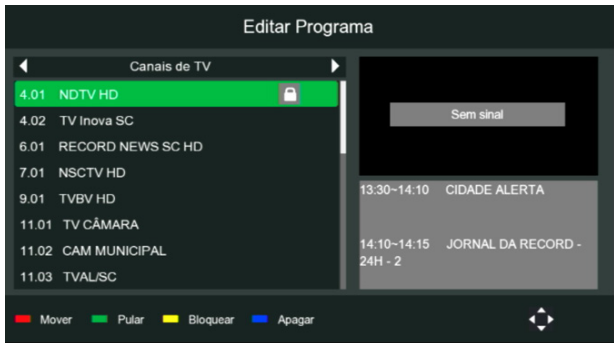 Editar Programa
Canais de TV
4.01 NDTV HD
4.02 TV Inova SC
6.01 RECORD NEWS SC HD
7.01 NSCTV HD
9.01 TVBV HD
11.01 TV CÂMARA
11.02 CAM MUNICIPAL
11.03 TVAL/SC
Sem sinal
13:30~14:10 CIDADE ALERTA
14:10~14:15 JORNAL DA RECORD -
24H - 2
Mover Pular Bloquear Apagar